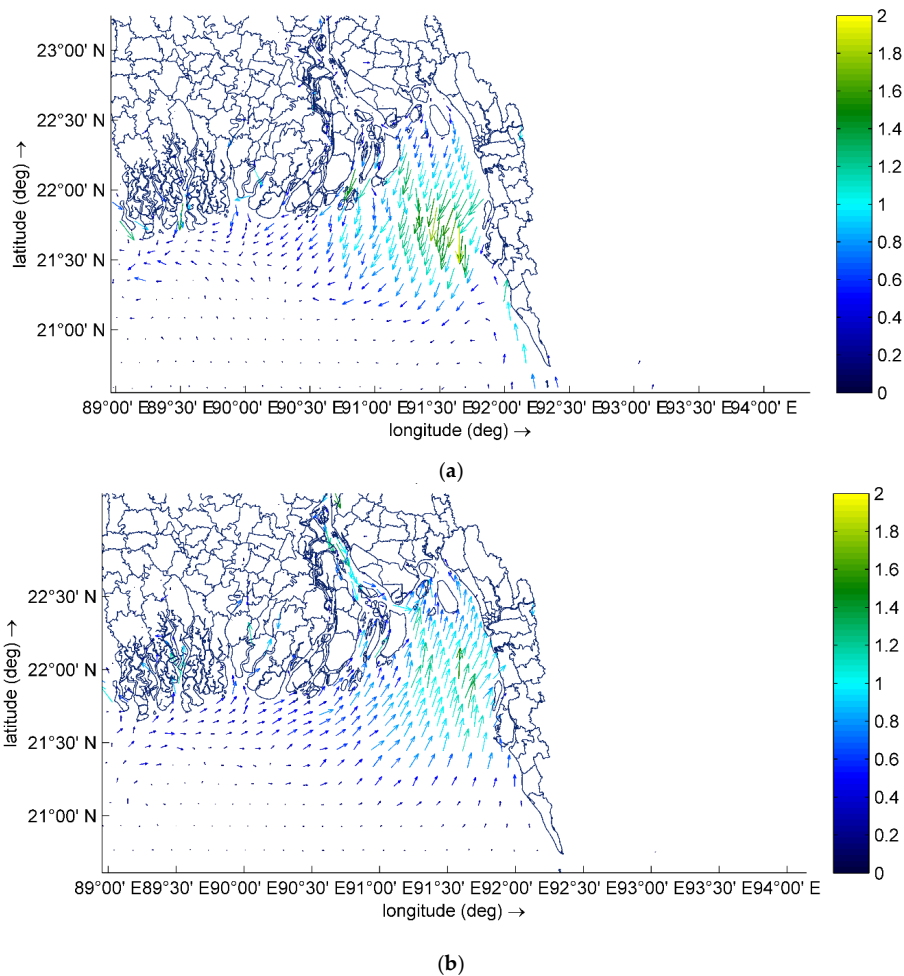 2
23°00' N
1.8
1.6
22°30' N
1.4
22°00' N
1.2
latitude (deg) →
1
21°30' N
0.8
0.6
21°00' N
0.4
0.2
0
89°00' E89°30' E90°00' E90°30' E91°00' E91°30' E92°00' E92°30' E93°00' E93°30' E94°00' E
longitude (deg) →
(a)
2
1.8
1.6
22°30' N
1.4
1.2
22°00' N
latitude (deg) →
1
21°30' N
0.8
0.6
21°00' N
0.4
0.2
0
89°00' E89°30' E90°00' E90°30' E91°00' E91°30' E92°00' E92°30' E93°00' E93°30' E94°00' E
longitude (deg) →
(b)